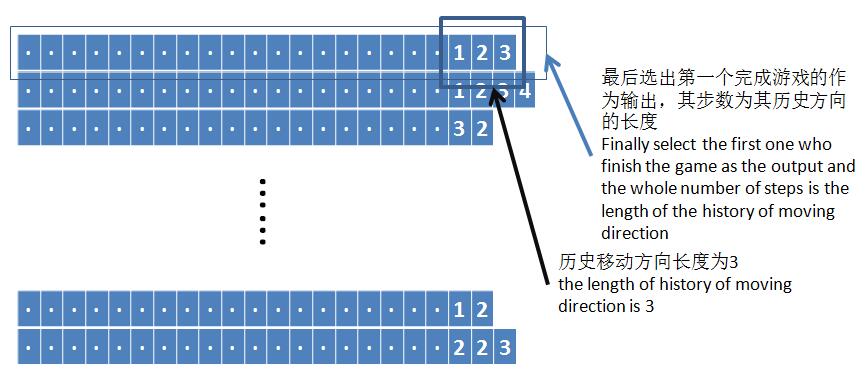 · · · · · · · · · · · · · · · · · · · 1 2 3
· · · · · · · · · · · · · · · · · · · 1 2 3 4
· · · · · · · · · · · · · · · · · · · 3 2
· · · · · · · · · · · · · · · · · · · 1 2
· · · · · · · · · · · · · · · · · · · 2 2 3
最后选出第一个完成游戏的作
为输出，其步数为其历史方向
的长度
Finally select the first one who
finish the game as the output and
the whole number of steps is the
length of the history of moving
direction
历史移动方向长度为3
the length of history of moving
direction is 3